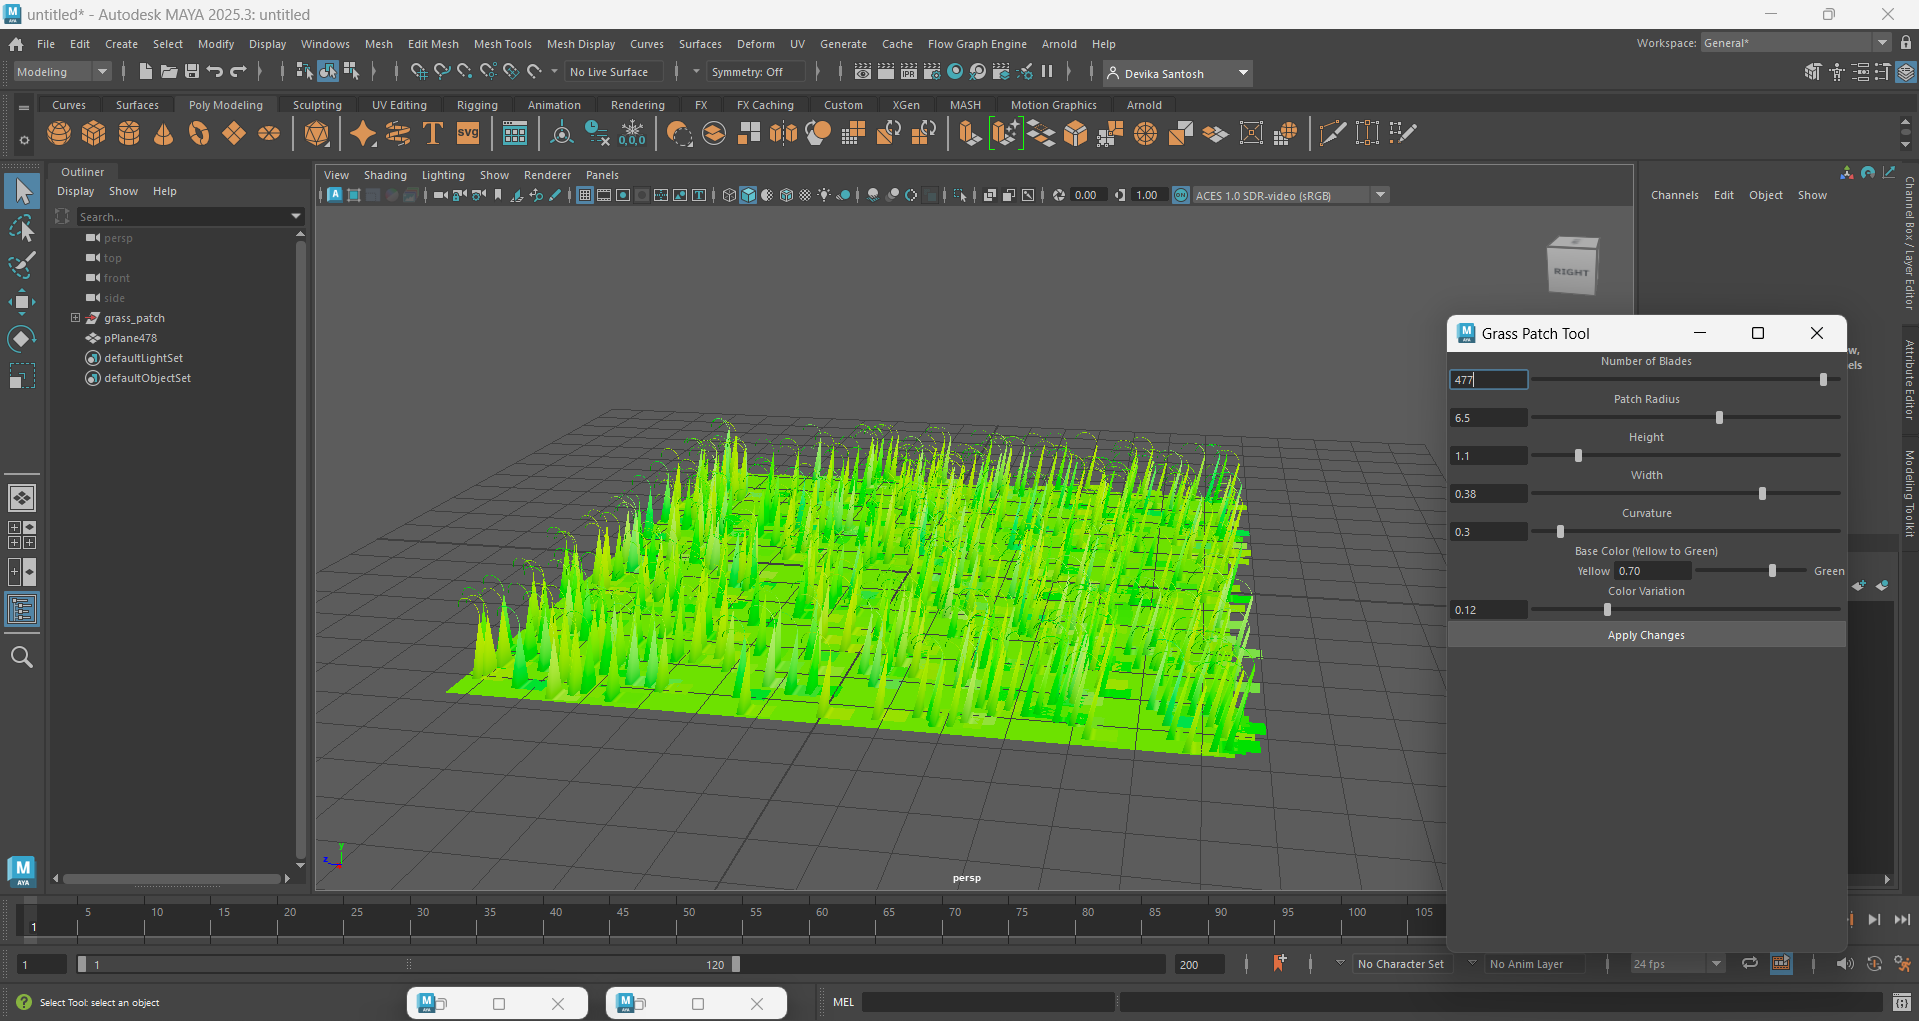 untitled* - Autodesk MAYA 2025.3: untitled
File Edit Create Select Modify Display Windows Mesh Edit Mesh Mesh Tools Mesh Display Curves Surfaces Deform UV Generate Cache Flow Graph Engine Arnold Help
Workspace: General*
Modeling
No Live Surface
Symmetry: Off
Devika Santosh
Curves Surfaces Poly Modeling Sculpting UV Editing Rigging Animation Rendering FX FX Caching Custom XGen MASH Motion Graphics Arnold
Outliner
Display Show Help
Search...
persp
top
front
side
grass_patch
pPlane478
defaultLightSet
defaultObjectSet
View Shading Lighting Show Renderer Panels
0.00
1.00
ACES 1.0 SDR-video (sRGB)
RIGHT
persp
Channels Edit Object Show
Channel Box / Layer Editor
Attribute Editor
Modeling Toolkit
Grass Patch Tool
Number of Blades
477
Patch Radius
6.5
Height
1.1
Width
0.38
Curvature
0.3
Base Color (Yellow to Green)
Yellow 0.70 Green
Color Variation
0.12
Apply Changes
1 5 10 15 20 25 30 35 40 45 50 55 60 65 70 75 80 85 90 95 100 105
1 1 120 200
No Character Set
No Anim Layer
24 fps
Select Tool: select an object
MEL